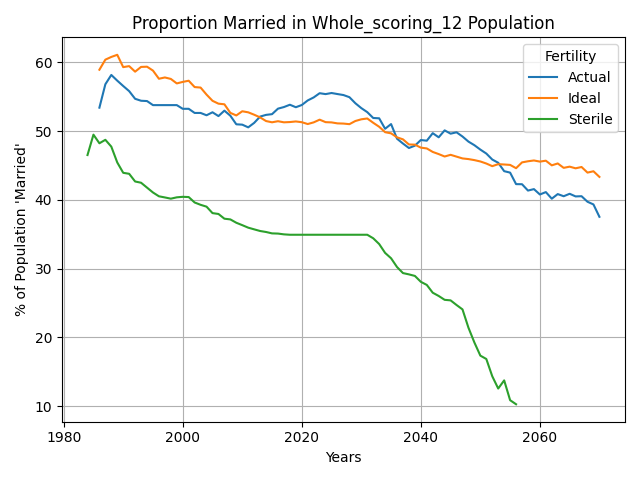 Proportion Married in Whole_scoring_12 Population
Fertility
Actual
Ideal
Sterile
% of Population 'Married'
60
50
40
30
20
10
1980
2000
2020
2040
2060
Years